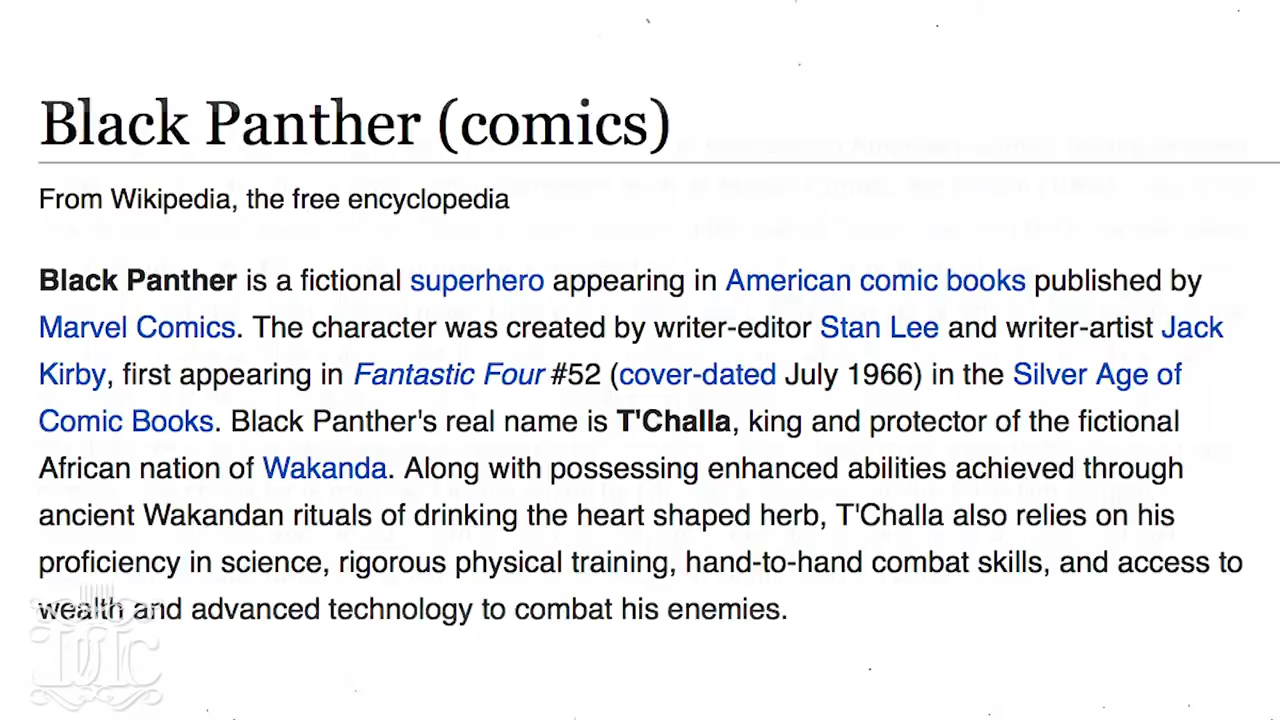 Black Panther (comics)
From Wikipedia, the free encyclopedia
Black Panther is a fictional superhero appearing in American comic books published by
Marvel Comics. The character was created by writer-editor Stan Lee and writer-artist Jack
Kirby, first appearing in Fantastic Four #52 (cover-dated July 1966) in the Silver Age of
Comic Books. Black Panther's real name is T'Challa, king and protector of the fictional
African nation of Wakanda. Along with possessing enhanced abilities achieved through
ancient Wakandan rituals of drinking the heart shaped herb, T'Challa also relies on his
proficiency in science, rigorous physical training, hand-to-hand combat skills, and access to
wealth and advanced technology to combat his enemies.